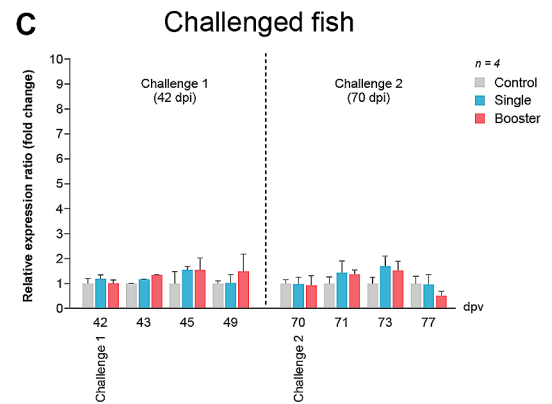 C
Challenged fish
Relative expression ratio (fold change)
10
9
8
7
6
5
4
3
2
1
0
Challenge 1
(42 dpi)
Challenge 2
(70 dpi)
n = 4
Control
Single
Booster
42
43
45
49
70
71
73
77
dpv
Challenge 1
Challenge 2